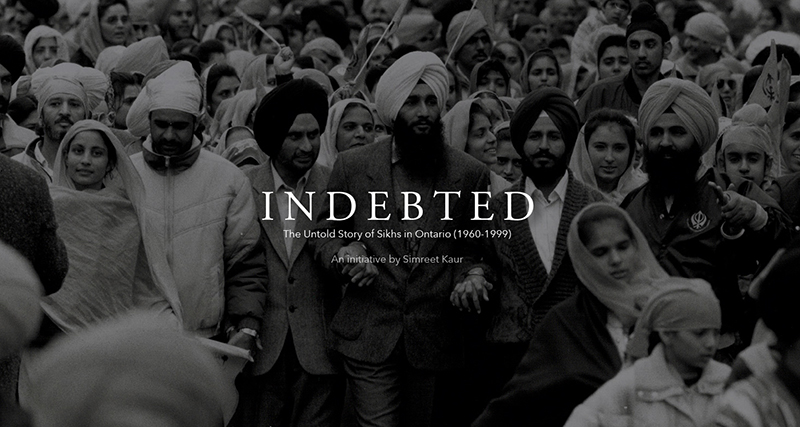 INDEBTED
The Untold Story of Sikhs in Ontario (1960-1999)
An initiative by Simreet Kaur